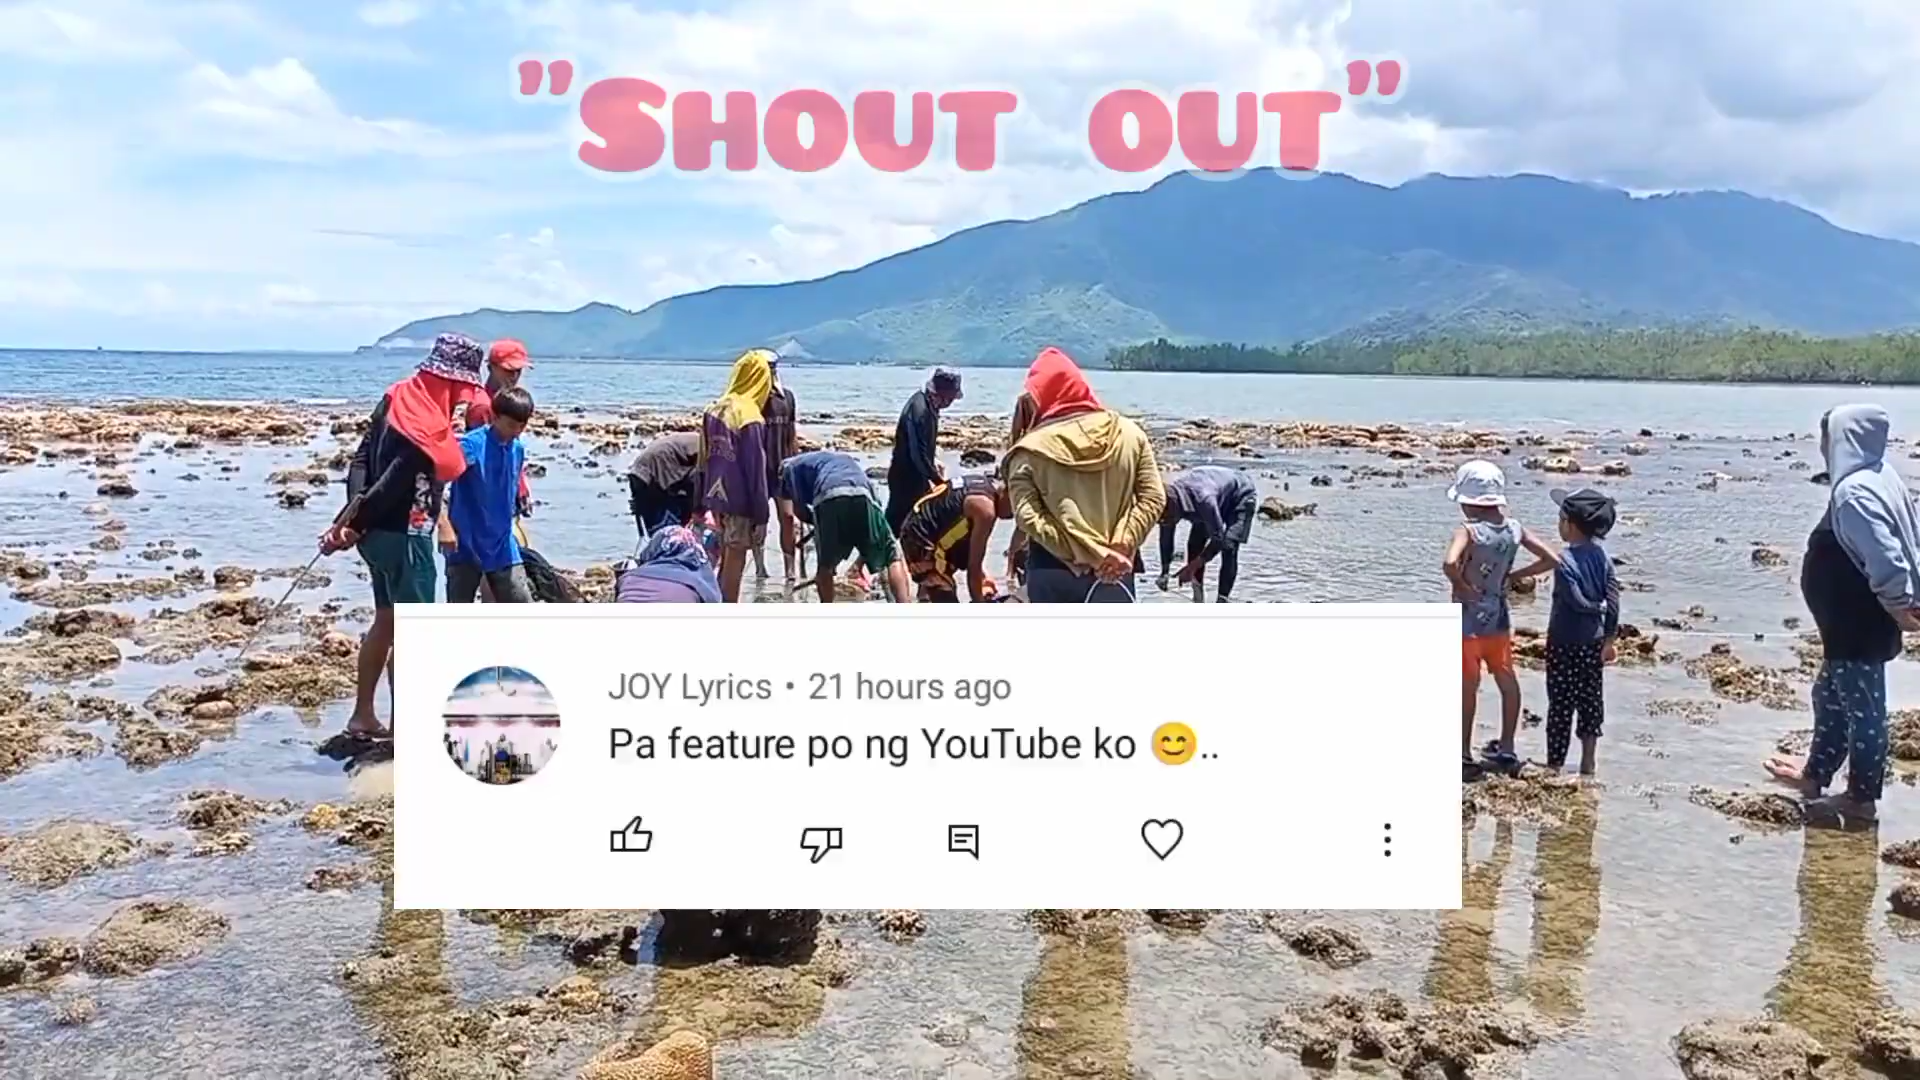 "SHOUT OUT"
JOY Lyrics • 21 hours ago
Pa feature po ng YouTube ko 😊..